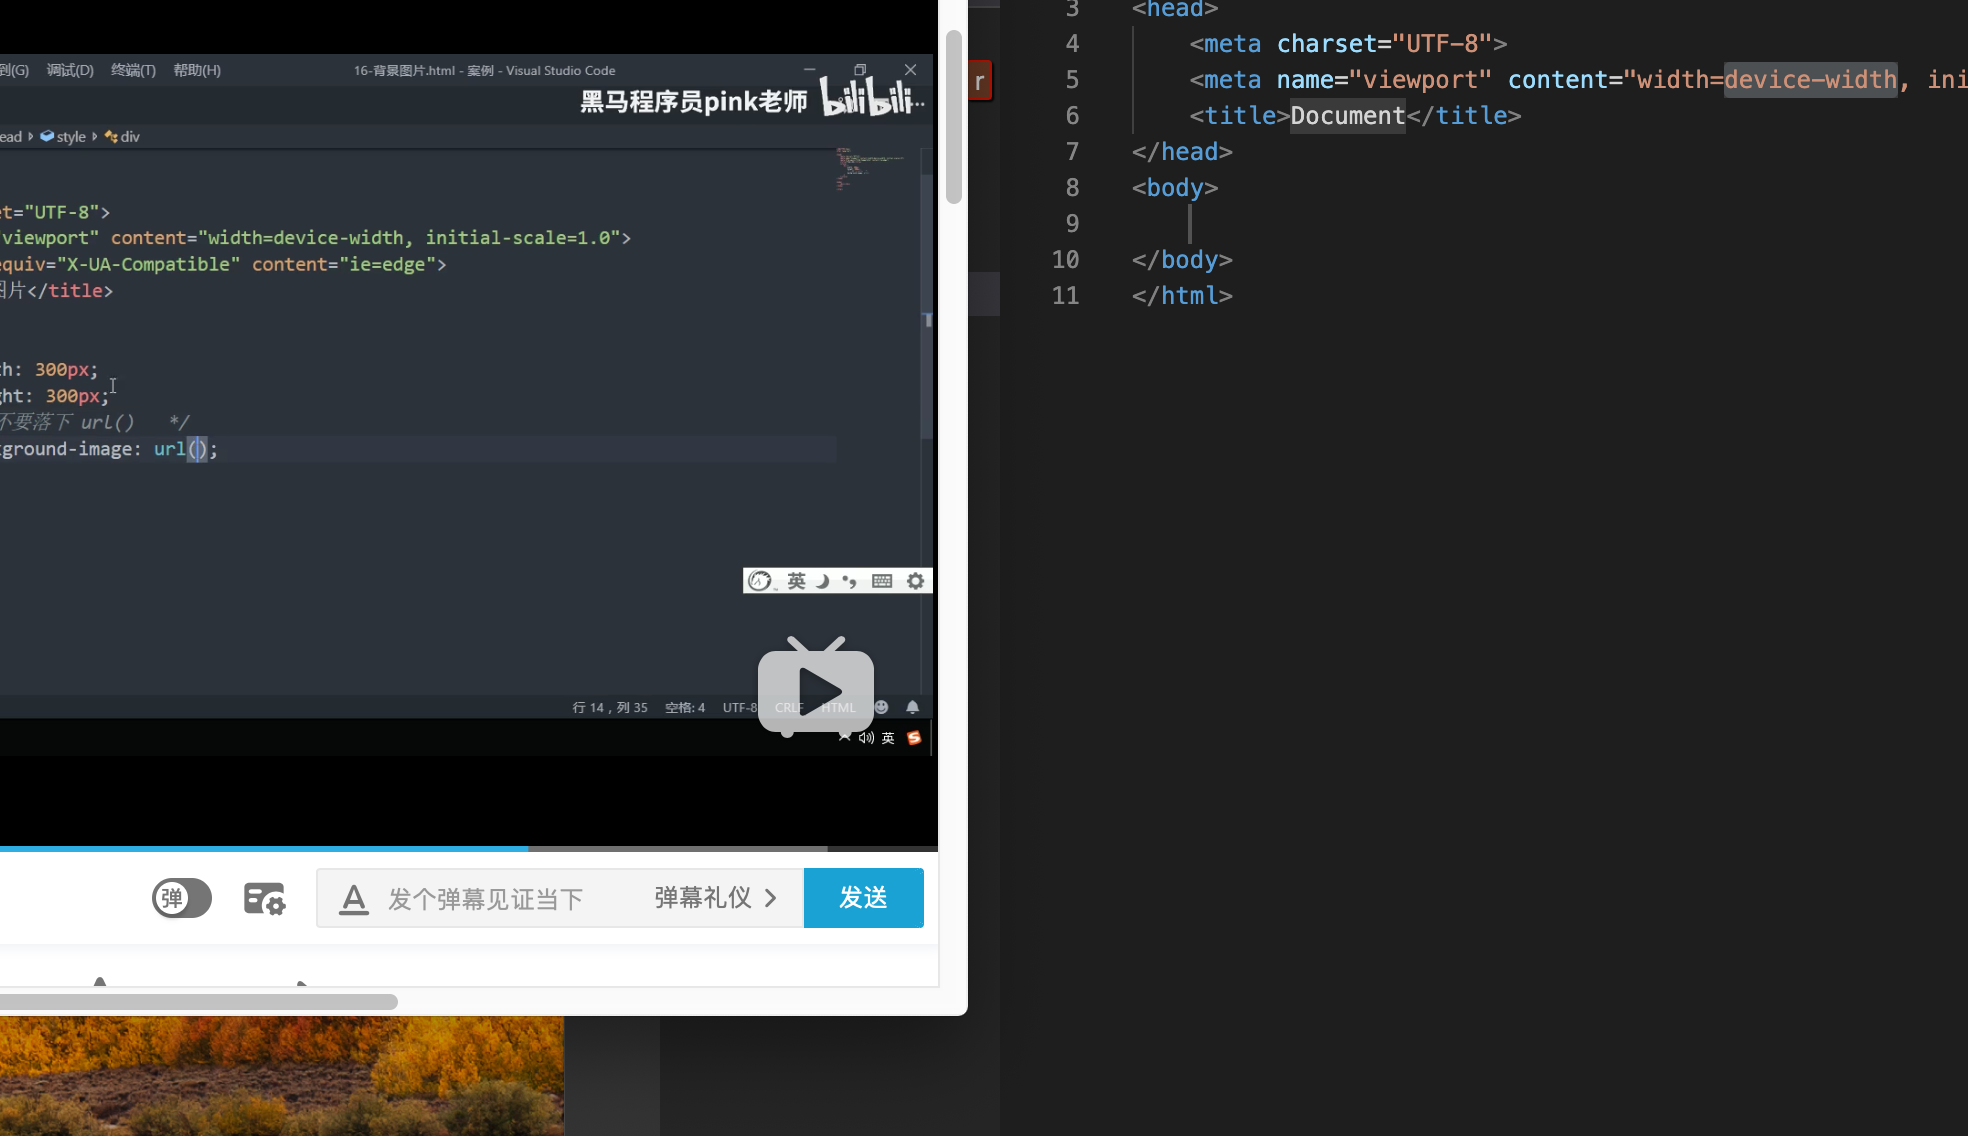 到(G) 调试(D) 终端(T) 帮助(H) 16-背景图片.html - 案例 - Visual Studio Code
黑马程序员pink老师 bilibili
ead › style › div
et="UTF-8">
"viewport" content="width=device-width, initial-scale=1.0">
equiv="X-UA-Compatible" content="ie=edge">
图片</title>
th: 300px;
ght: 300px;
不要落下 url() */
ground-image: url();
英
行 14，列 35 空格: 4 UTF-8 CRLF HTML
英
弹 发个弹幕见证当下 弹幕礼仪 > 发送
r
3 <head>
4 <meta charset="UTF-8">
5 <meta name="viewport" content="width=device-width, ini
6 <title>Document</title>
7 </head>
8 <body>
9
10 </body>
11 </html>